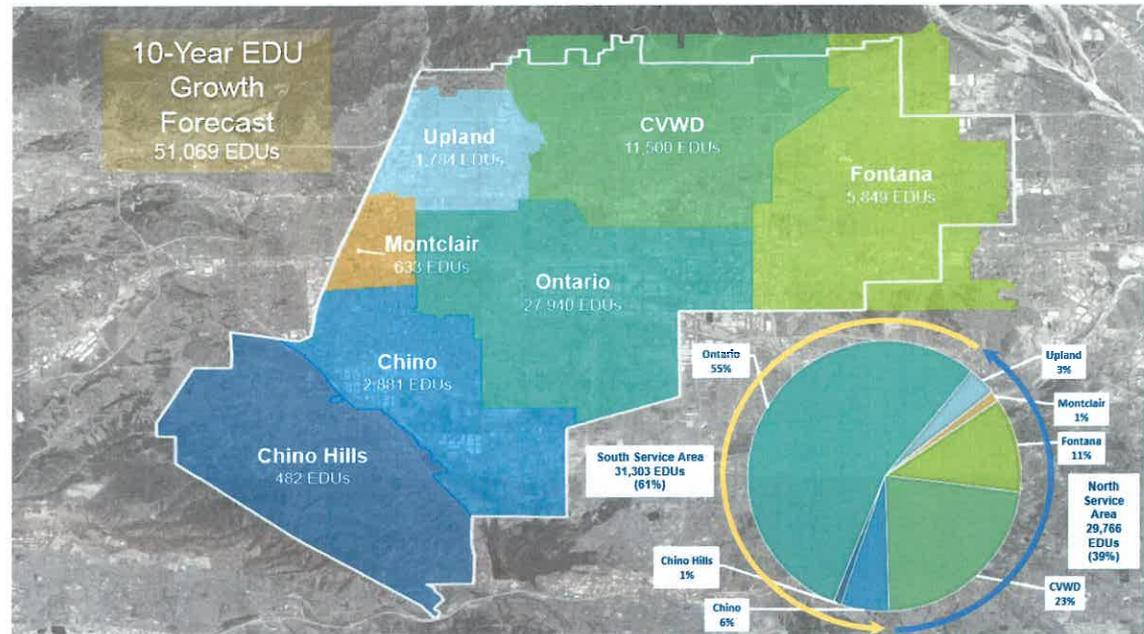 10-Year EDU
Growth
Forecast
51,069 EDUs
Upland
1,784 EDUs
CVWD
11,500 EDUs
Fontana
5,849 EDUs
Montclair
633 EDUs
Ontario
27,940 EDUs
Chino
2,881 EDUs
Chino Hills
482 EDUs
Ontario
55%
Upland
3%
Montclair
1%
Fontana
11%
South Service Area
31,303 EDUs
(61%)
North
Service
Area
29,766
EDUs
(39%)
Chino Hills
1%
Chino
6%
CVWD
23%